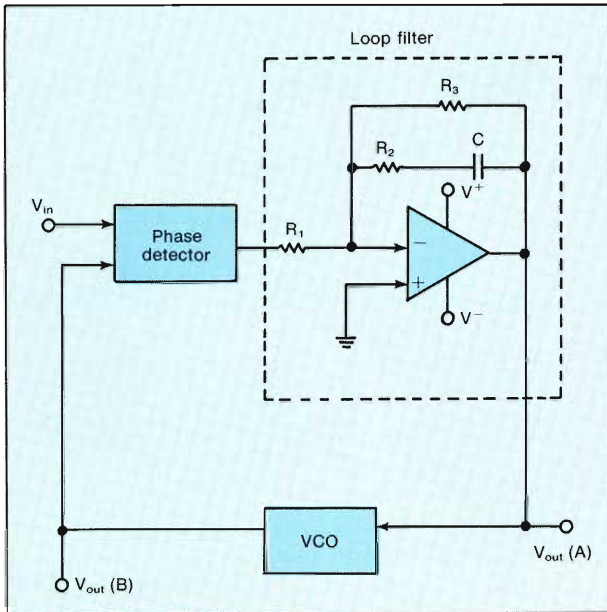 Loop filter
R3
R2
C
V+
Vin
Phase
detector
R1
−
+
V−
VCO
Vout (A)
Vout (B)